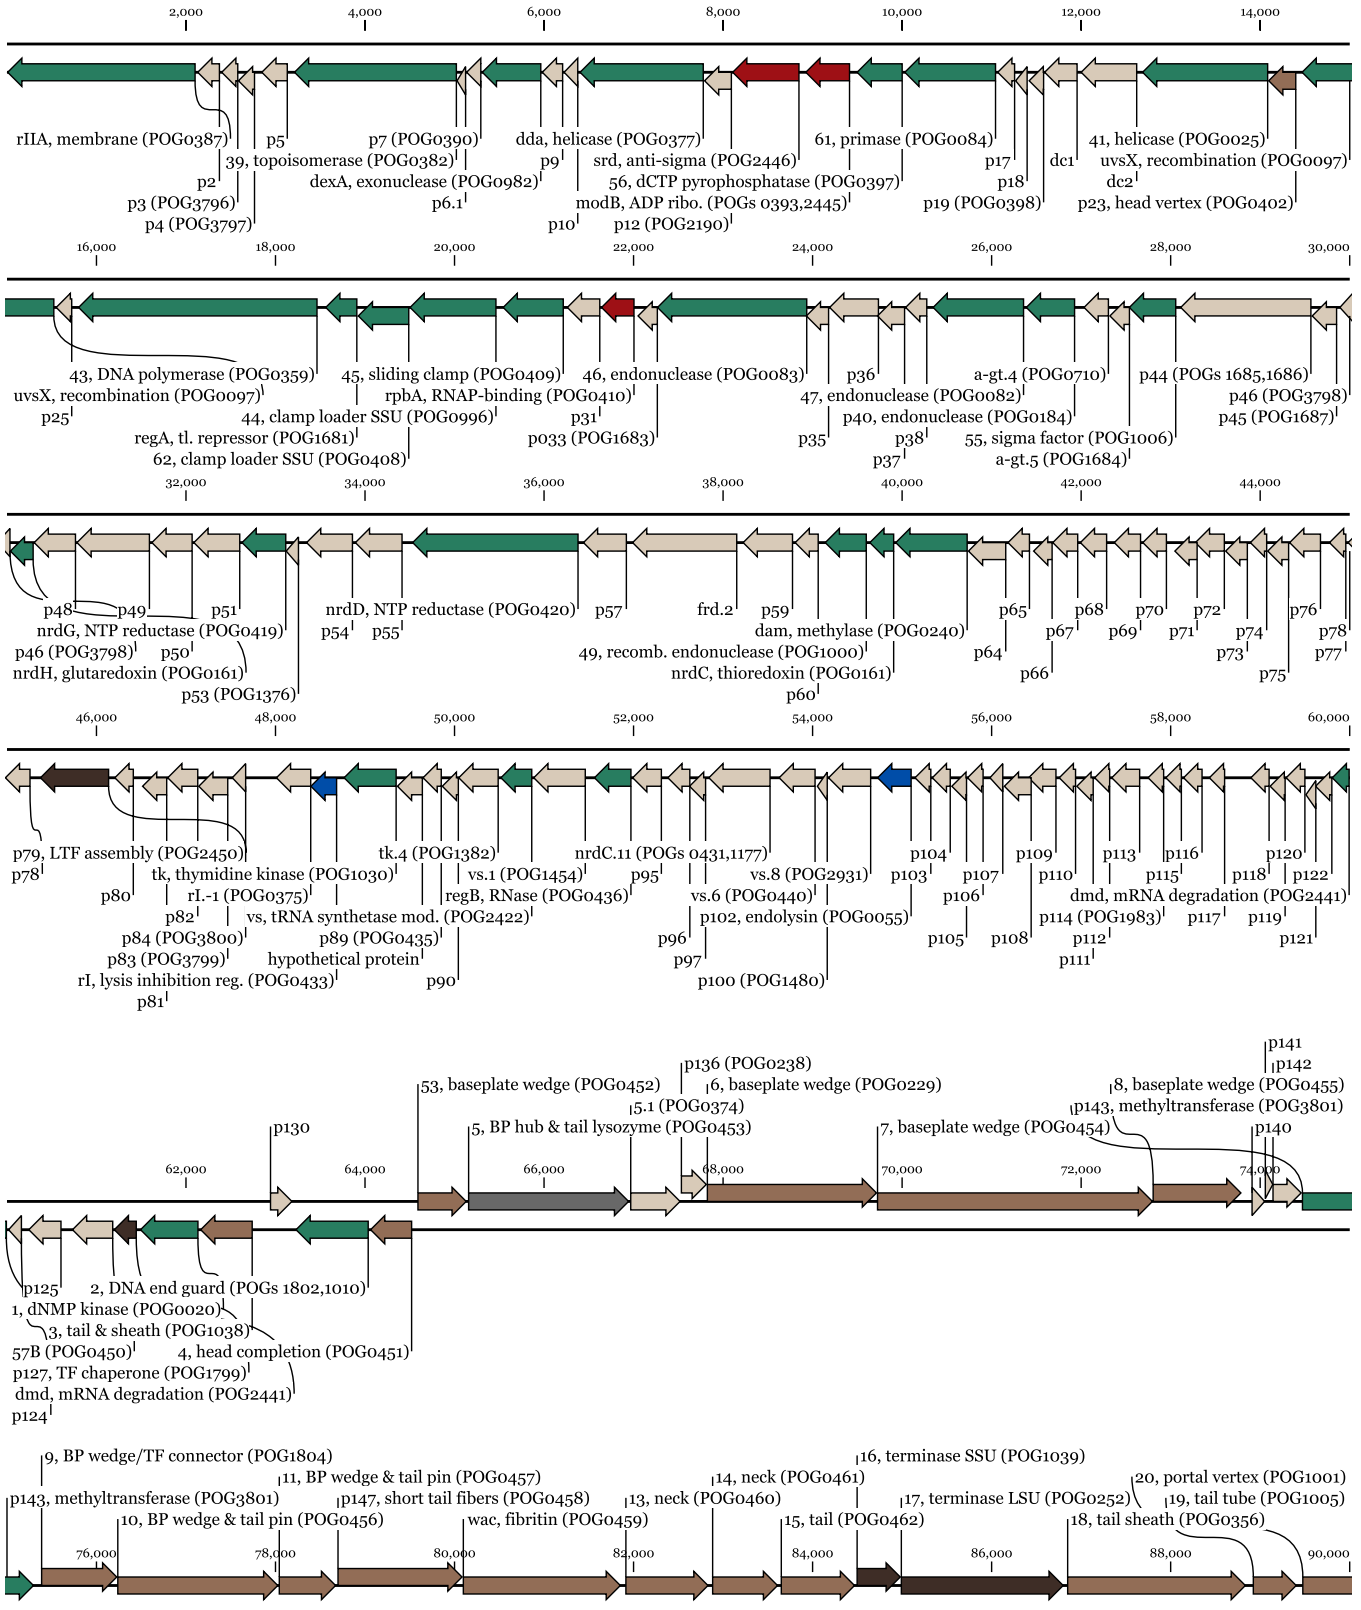 2,000 4,000 6,000 8,000 10,000 12,000 14,000
rIIA, membrane (POG0387) p5 p7 (POG0390) dda, helicase (POG0377) 61, primase (POG0084) 41, helicase (POG0025)
39, topoisomerase (POG0382) p9 srd, anti-sigma (POG2446) p17 dc1 uvsX, recombination (POG0097)
p2 dexA, exonuclease (POG0982) 56, dCTP pyrophosphatase (POG0397) p18 dc2
p3 (POG3796) p6.1 modB, ADP ribo. (POGs 0393,2445) p19 (POG0398) p23, head vertex (POG0402)
p4 (POG3797) p10 p12 (POG2190)
16,000 18,000 20,000 22,000 24,000 26,000 28,000 30,000
43, DNA polymerase (POG0359) 45, sliding clamp (POG0409) 46, endonuclease (POG0083) p36 a-gt.4 (POG0710) p44 (POGs 1685,1686)
uvsX, recombination (POG0097) rpbA, RNAP-binding (POG0410) 47, endonuclease (POG0082) p46 (POG3798)
p25 44, clamp loader SSU (POG0996) p31 p40, endonuclease (POG0184) p45 (POG1687)
regA, tl. repressor (POG1681) p033 (POG1683) p35 p38 55, sigma factor (POG1006)
62, clamp loader SSU (POG0408) p37 a-gt.5 (POG1684)
32,000 34,000 36,000 38,000 40,000 42,000 44,000
p48 p49 p51 nrdD, NTP reductase (POG0420) p57 frd.2 p59 p65 p68 p70 p72 p76
nrdG, NTP reductase (POG0419) p54 p55 dam, methylase (POG0240) p67 p69 p71 p74 p78
p46 (POG3798) p50 49, recomb. endonuclease (POG1000) p64 p73 p77
nrdH, glutaredoxin (POG0161) nrdC, thioredoxin (POG0161) p66 p75
p53 (POG1376) p60
46,000 48,000 50,000 52,000 54,000 56,000 58,000 60,000
p79, LTF assembly (POG2450) tk.4 (POG1382) nrdC.11 (POGs 0431,1177) p104 p109 p113 p116 p120
p78 tk, thymidine kinase (POG1030) vs.1 (POG1454) p95 vs.8 (POG2931) p103 p107 p110 p115 p118 p122
p80 rI.-1 (POG0375) regB, RNase (POG0436) vs.6 (POG0440) p106 dmd, mRNA degradation (POG2441)
p82 vs, tRNA synthetase mod. (POG2422) p102, endolysin (POG0055) p114 (POG1983) p117 p119
p84 (POG3800) p89 (POG0435) p96 p105 p108 p112 p121
p83 (POG3799) hypothetical protein p97 p111
rI, lysis inhibition reg. (POG0433) p90 p100 (POG1480)
p81
p141
p136 (POG0238) p142
53, baseplate wedge (POG0452) 6, baseplate wedge (POG0229) 8, baseplate wedge (POG0455)
5.1 (POG0374) p143, methyltransferase (POG3801)
p130 5, BP hub & tail lysozyme (POG0453) 7, baseplate wedge (POG0454) p140
62,000 64,000 66,000 68,000 70,000 72,000 74,000
p125 2, DNA end guard (POGs 1802,1010)
1, dNMP kinase (POG0020)
3, tail & sheath (POG1038)
57B (POG0450) 4, head completion (POG0451)
p127, TF chaperone (POG1799)
dmd, mRNA degradation (POG2441)
p124
9, BP wedge/TF connector (POG1804) 16, terminase SSU (POG1039)
11, BP wedge & tail pin (POG0457) 14, neck (POG0461) 20, portal vertex (POG1001)
p143, methyltransferase (POG3801) p147, short tail fibers (POG0458) 13, neck (POG0460) 17, terminase LSU (POG0252) 19, tail tube (POG1005)
10, BP wedge & tail pin (POG0456) wac, fibritin (POG0459) 15, tail (POG0462) 18, tail sheath (POG0356)
76,000 78,000 80,000 82,000 84,000 86,000 88,000 90,000